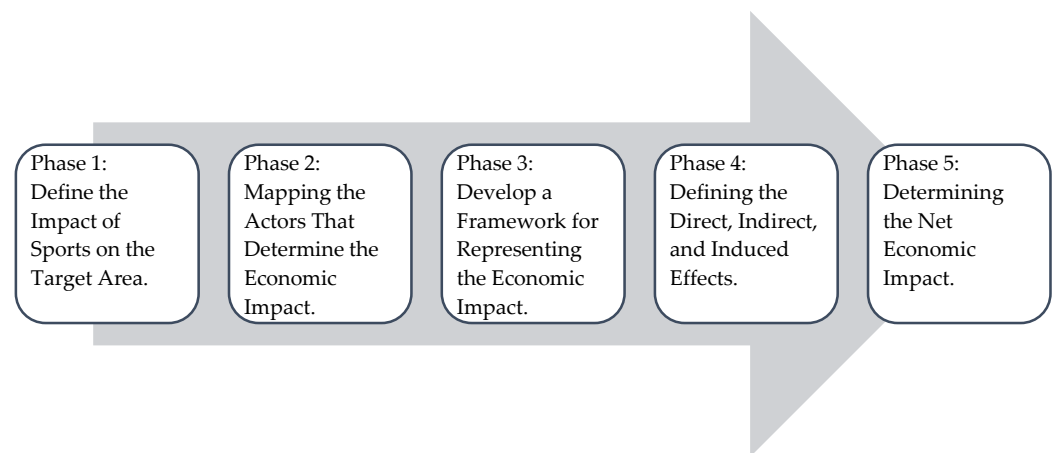 Phase 1:
Define the
Impact of
Sports on the
Target Area.
Phase 2:
Mapping the
Actors That
Determine the
Economic
Impact.
Phase 3:
Develop a
Framework for
Representing
the Economic
Impact.
Phase 4:
Defining the
Direct, Indirect,
and Induced
Effects.
Phase 5:
Determining
the Net
Economic
Impact.